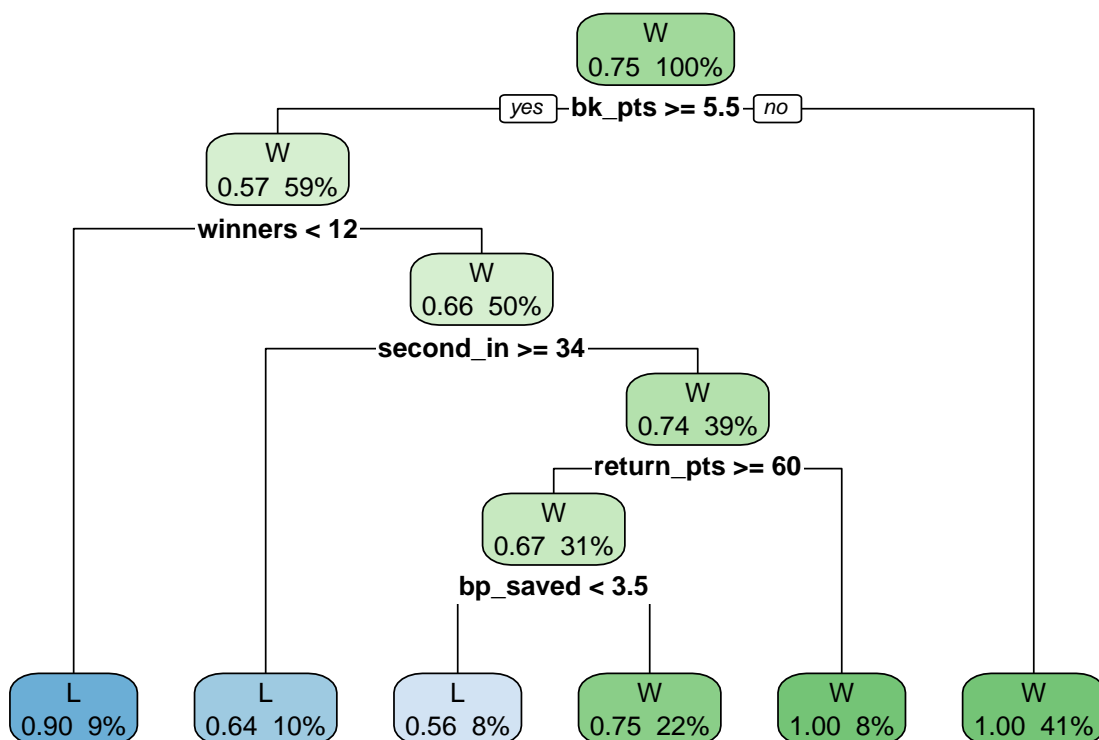 W
0.75 100%
yes bk_pts >= 5.5 no
W
0.57 59%
winners < 12
W
0.66 50%
second_in >= 34
W
0.74 39%
return_pts >= 60
W
0.67 31%
bp_saved < 3.5
L
0.90 9%
L
0.64 10%
L
0.56 8%
W
0.75 22%
W
1.00 8%
W
1.00 41%